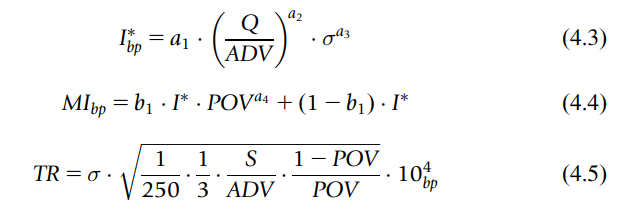 I*_bp = a_1 · (Q / ADV)^{a_2} · σ^{a_3} (4.3)
MI_bp = b_1 · I* · POV^{a_4} + (1 − b_1) · I* (4.4)
TR = σ · √(1/250 · 1/3 · S/ADV · (1 − POV)/POV) · 10^4_bp (4.5)